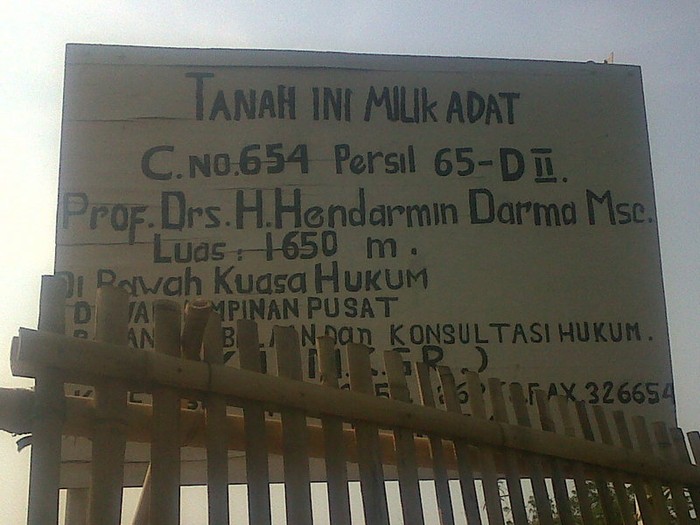 TANAH INI MILIK ADAT
C.NO.654 Persil 65-D II.
Prof.Drs.H.Hendarmin Darma Msc.
Luas: 1650 m.
Di Bawah Kuasa HUKUM
PUSAT
Dan KONSULTASI HUKUM.
FAX.326654